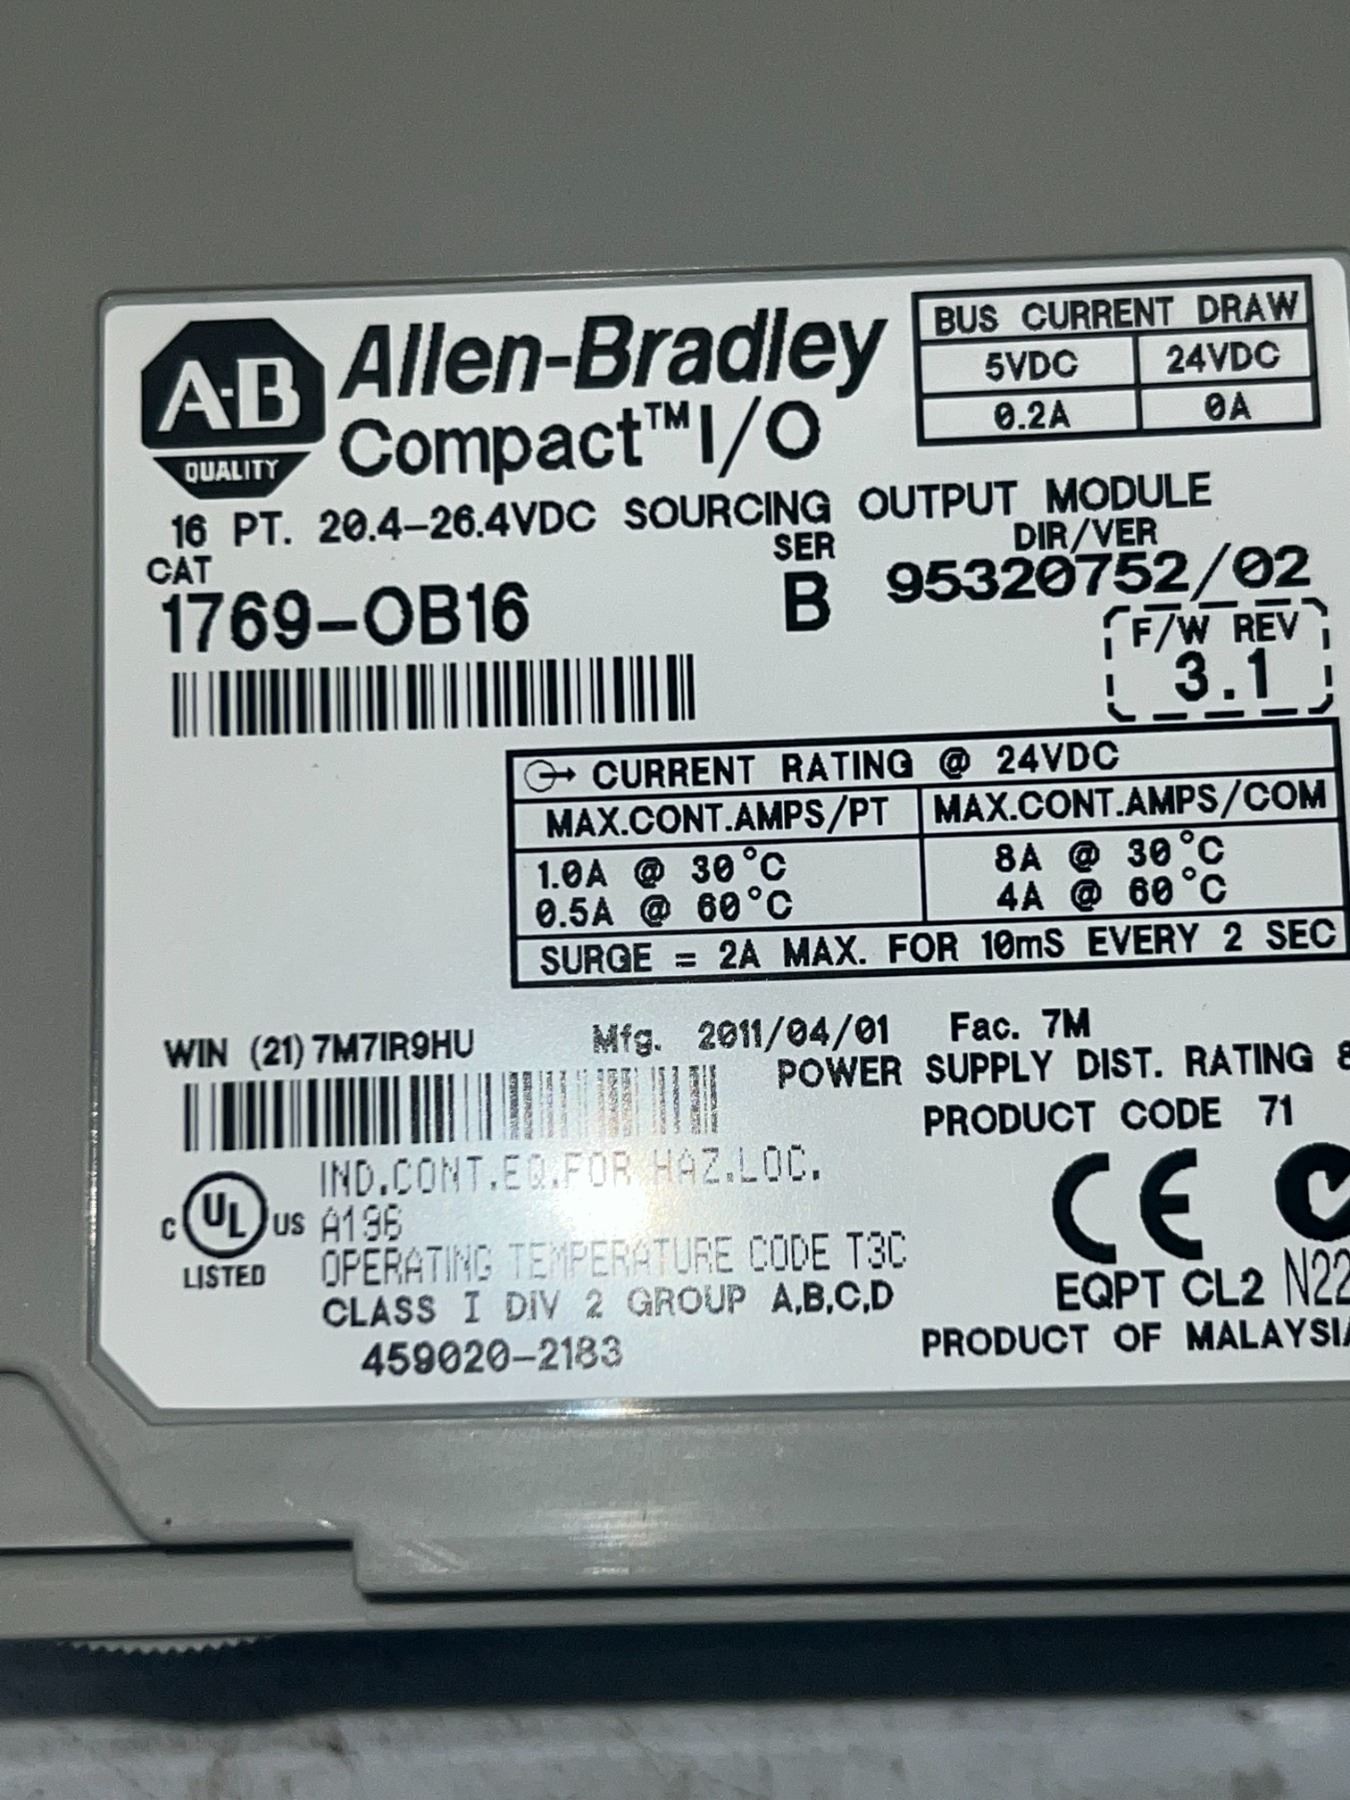 A-B
QUALITY
Allen-Bradley
Compact™ I/O
BUS CURRENT DRAW
5VDC 24VDC
0.2A 0A
16 PT. 20.4-26.4VDC SOURCING OUTPUT MODULE
CAT SER DIR/VER
1769-OB16 B 95320752/02
F/W REV
3.1
CURRENT RATING @ 24VDC
MAX.CONT.AMPS/PT MAX.CONT.AMPS/COM
1.0A @ 30°C 8A @ 30°C
0.5A @ 60°C 4A @ 60°C
SURGE = 2A MAX. FOR 10mS EVERY 2 SEC
WIN (21) 7M7IR9HU Mfg. 2011/04/01 Fac. 7M
POWER SUPPLY DIST. RATING
PRODUCT CODE 71
C UL US
LISTED
IND.CONT.EQ.FOR HAZ.LOC.
A196
OPERATING TEMPERATURE CODE T3C
CLASS I DIV 2 GROUP A,B,C,D
459020-2183
CE
EQPT CL2 N22
PRODUCT OF MALAYSIA